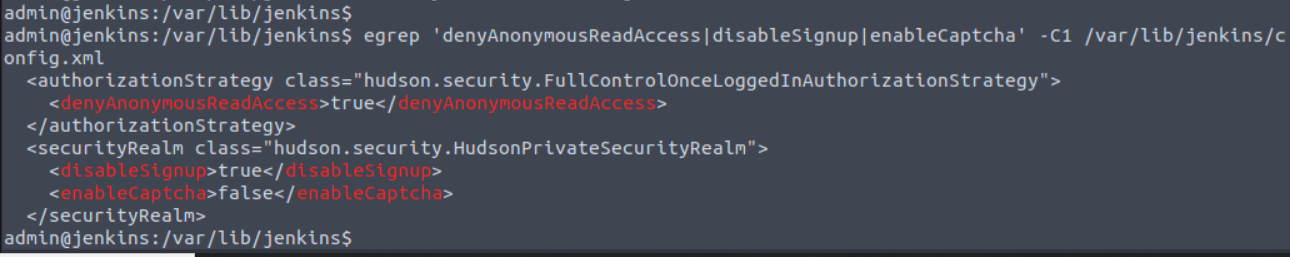 admin@jenkins:/var/lib/jenkins$
admin@jenkins:/var/lib/jenkins$ egrep 'denyAnonymousReadAccess|disableSignup|enableCaptcha' -C1 /var/lib/jenkins/c
onfig.xml
  <authorizationStrategy class="hudson.security.FullControlOnceLoggedInAuthorizationStrategy">
    <denyAnonymousReadAccess>true</denyAnonymousReadAccess>
  </authorizationStrategy>
  <securityRealm class="hudson.security.HudsonPrivateSecurityRealm">
    <disableSignup>true</disableSignup>
    <enableCaptcha>false</enableCaptcha>
  </securityRealm>
admin@jenkins:/var/lib/jenkins$